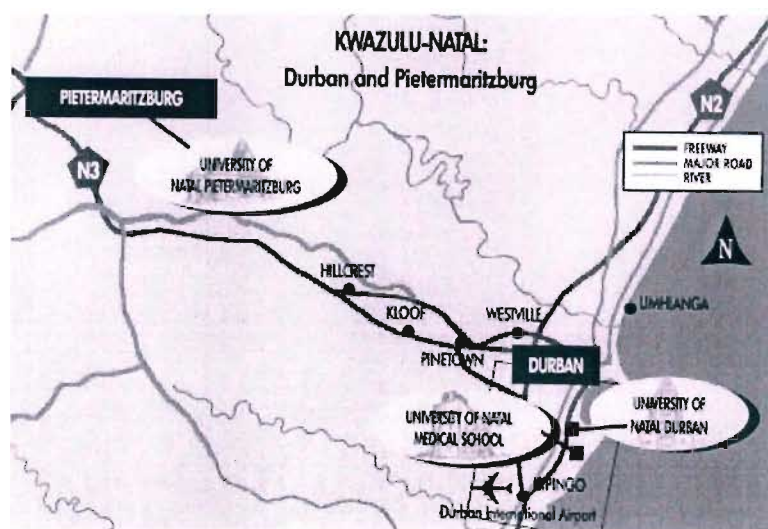 KWAZULU-NATAL:
Durban and Pietermaritzburg
PIETERMARITZBURG
N2
UNIVERSITY OF
NATAL PIETERMARITZBURG
N3
FREEWAY
MAJOR ROAD
RIVER
N
HILLCREST
KLOOF
WESTVILLE
UMHLANGA
PINETOWN
DURBAN
UNIVERSITY OF NATAL
MEDICAL SCHOOL
UNIVERSITY OF
NATAL DURBAN
ISIPINGO
Durban International Airport